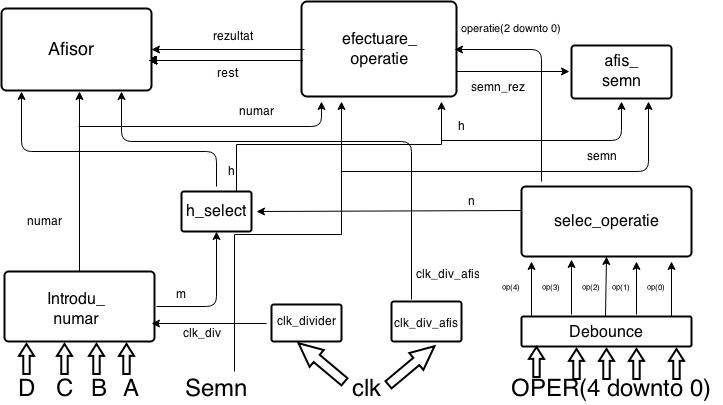 Afisor
rezultat
rest
efectuare_
operatie
operatie(2 downto 0)
semn_rez
afis_
semn
numar
h
semn
h
numar
h_select
n
selec_operatie
clk_div_afis
op(4)
op(3)
op(2)
op(1)
op(0)
Introdu_
numar
m
clk_div
clk_divider
clk_div_afis
Debounce
D C B A
Semn
clk
OPER(4 downto 0)